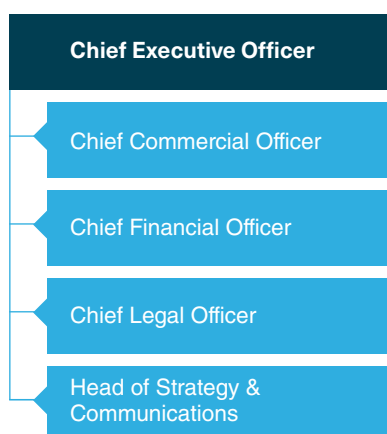 Chief Executive Officer
Chief Commercial Officer
Chief Financial Officer
Chief Legal Officer
Head of Strategy &
Communications